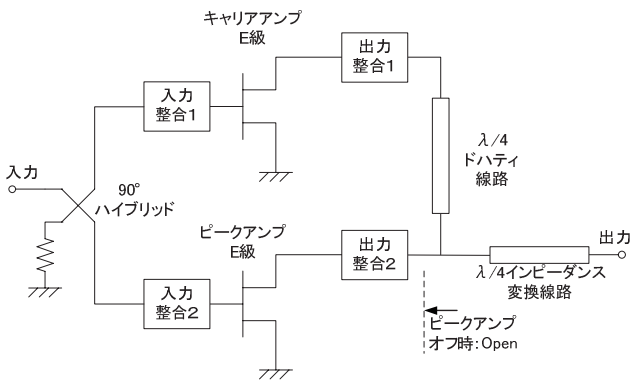 キャリアアンプ
E級
出力
整合1
入力
整合1
λ/4
ドハティ
線路
入力
90°
ハイブリッド
ピークアンプ
E級
出力
整合2
出力
λ/4インピーダンス
変換線路
入力
整合2
ピークアンプ
オフ時:Open